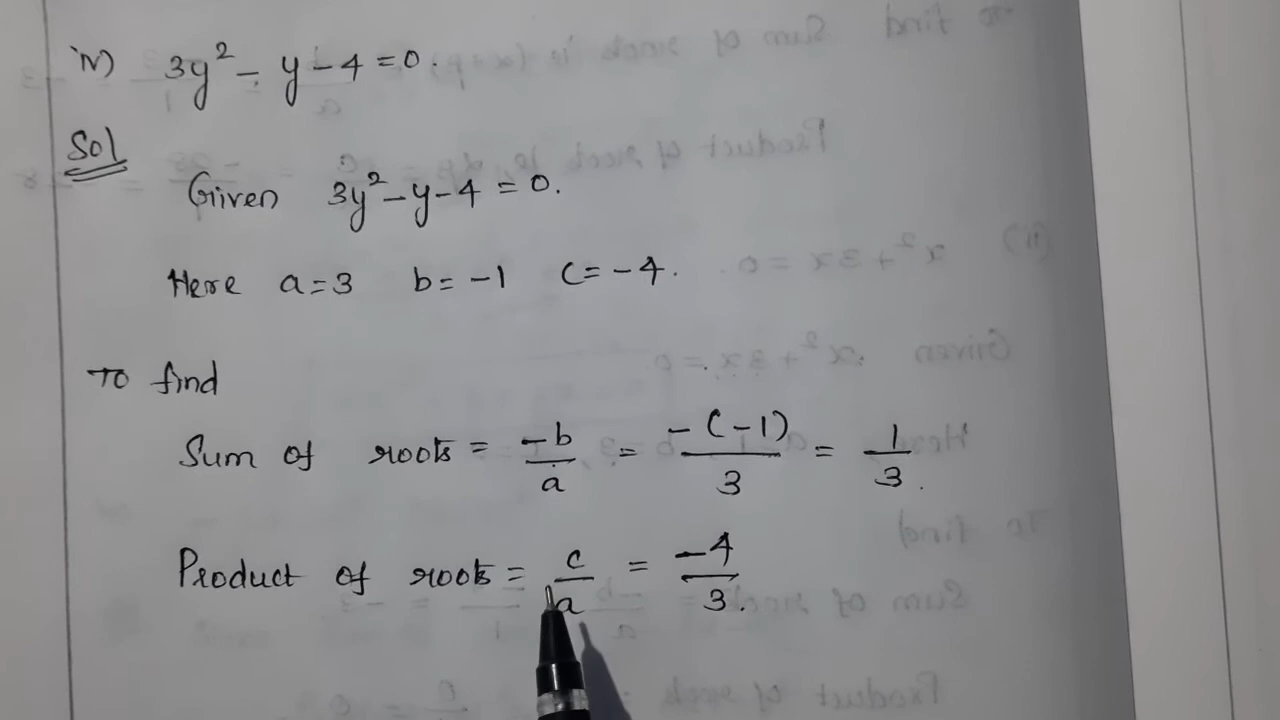 iv) 3y² - y - 4 = 0.
Sol
Given 3y² - y - 4 = 0.
Here a = 3 b = -1 c = -4.
To find
Sum of roots = -b/a = -(-1)/3 = 1/3.
Product of roots = c/a = -4/3.